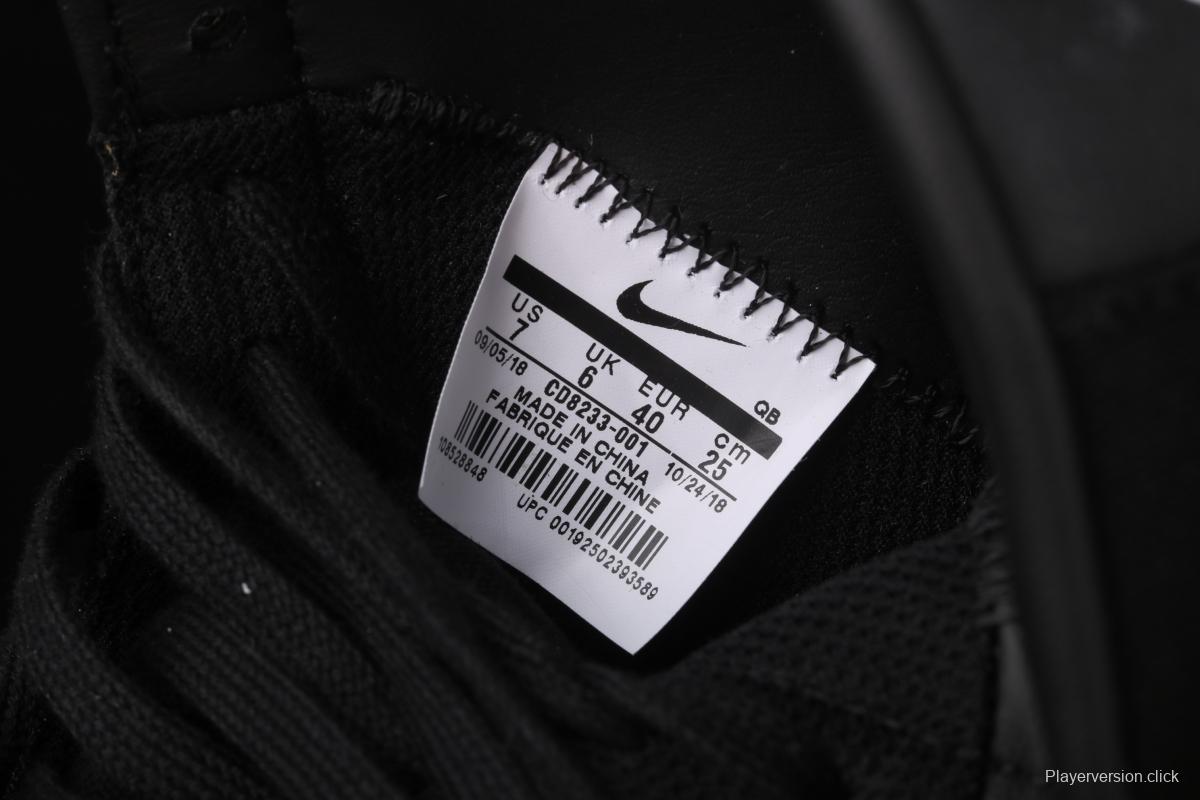 QB
US UK EUR cm
7 6 40 25
09/05/18 CD8233-001 10/24/18
MADE IN CHINA
FABRIQUE EN CHINE
108528848
UPC 00192502393589
Playerversion.click